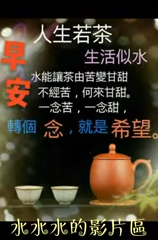 人生若茶
生活似水
早安
水能讓茶由苦變甘甜
不經苦，何來甘甜。
一念苦，一念甜，
轉個 念，就是 希望。
水水水的影片區